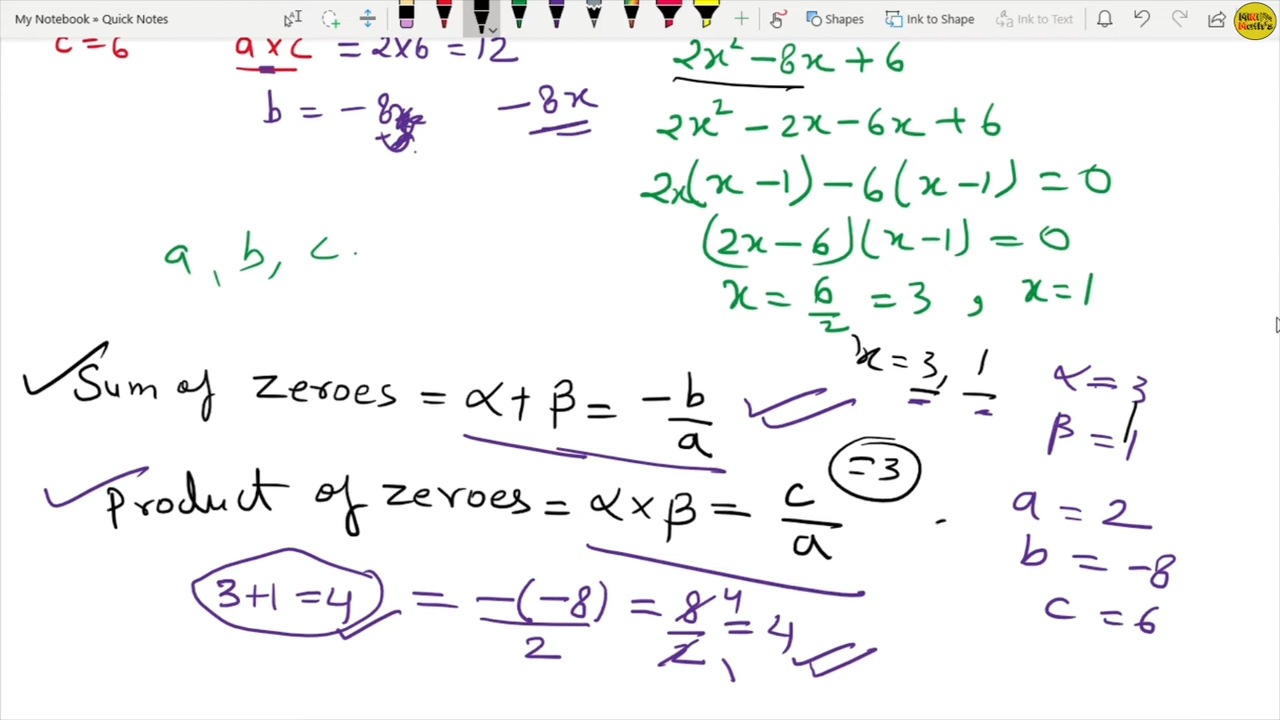 My Notebook » Quick Notes
Shapes
Ink to Shape
Ink to Text
c = 6
a × c = 2×6 = 12
b = - 8
- 8x
a, b, c.
2x² - 8x + 6
2x² - 2x - 6x + 6
2x(x - 1) - 6(x - 1) = 0
(2x - 6)(x - 1) = 0
x = 6/2 = 3 , x = 1
x = 3, 1
Sum of zeroes = α + β = -b/a
α = 3
β = 1
Product of zeroes = α × β = c/a
= 3
a = 2
b = -8
c = 6
3+1 = 4 = -(-8)/2 = 8/2 = 4
4
1